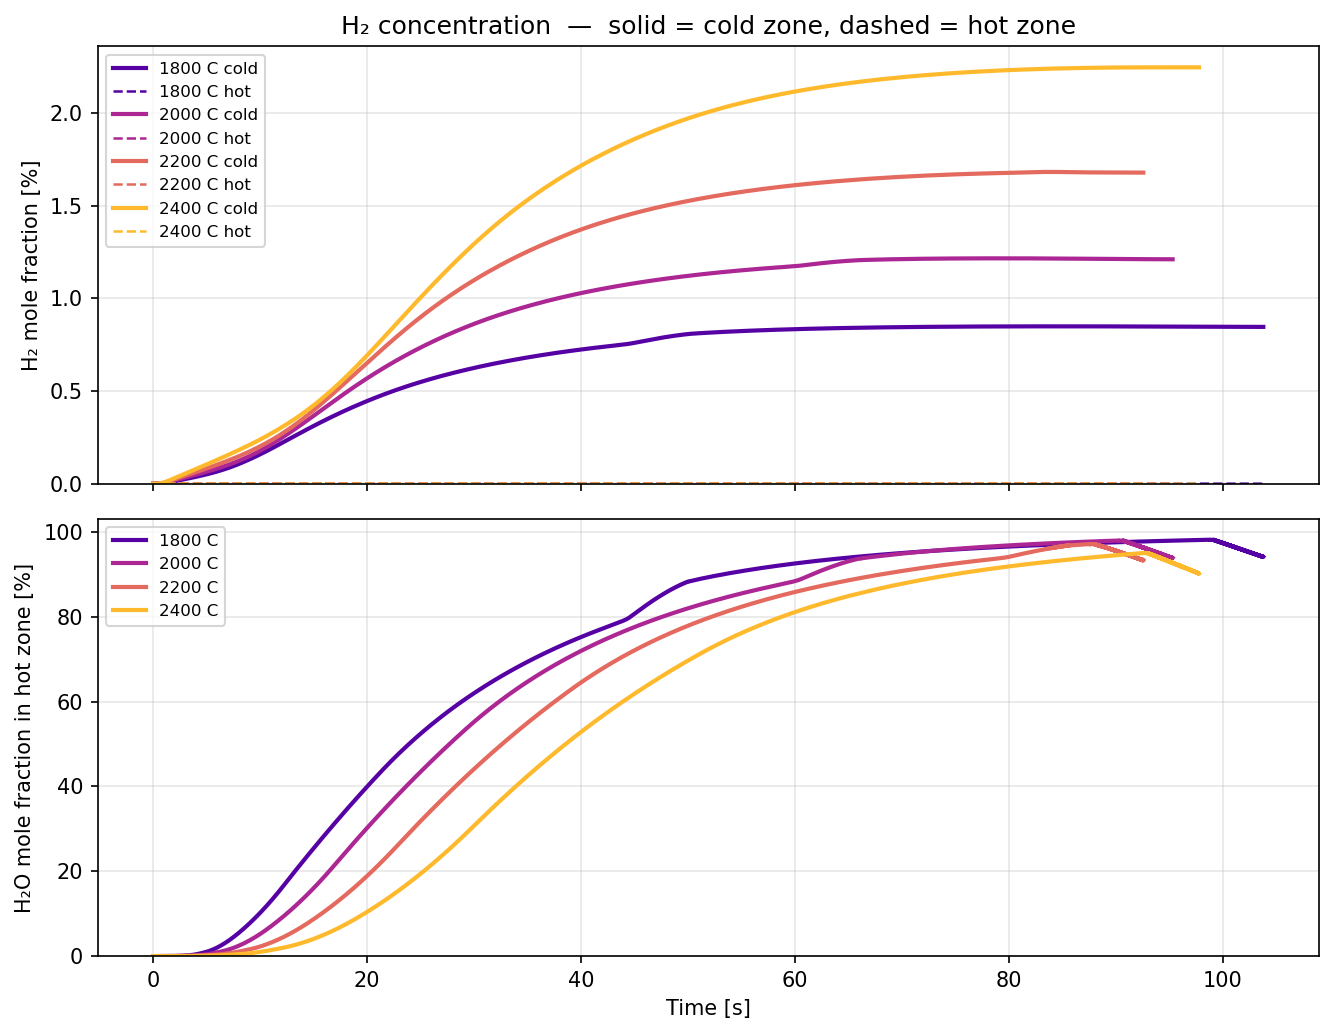 H₂ concentration — solid = cold zone, dashed = hot zone
H₂ mole fraction [%]
2.0
1.5
1.0
0.5
0.0
1800 C cold
1800 C hot
2000 C cold
2000 C hot
2200 C cold
2200 C hot
2400 C cold
2400 C hot
H₂O mole fraction in hot zone [%]
100
80
60
40
20
0
1800 C
2000 C
2200 C
2400 C
0 20 40 60 80 100
Time [s]